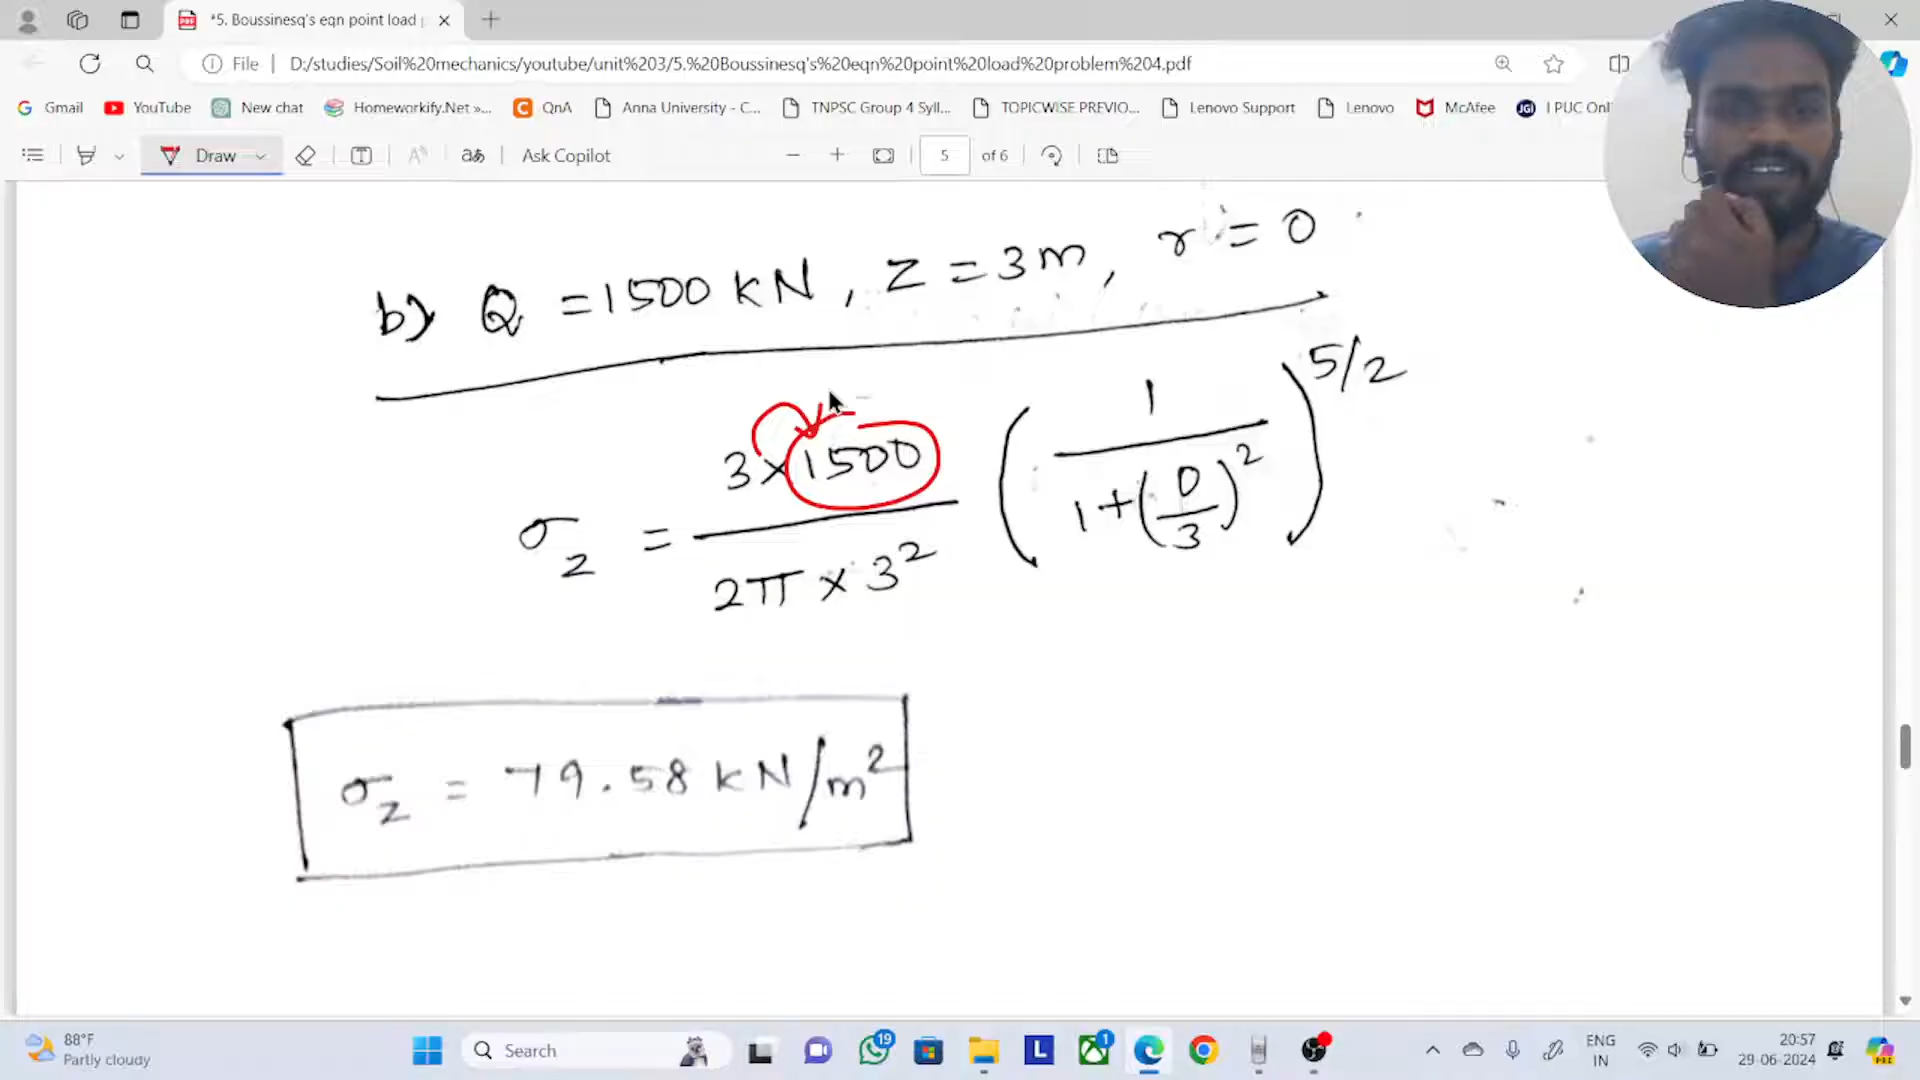 *5. Boussinesq's eqn point load
File D:/studies/Soil%20mechanics/youtube/unit%203/5.%20Boussinesq's%20eqn%20point%20load%20problem%204.pdf
Gmail YouTube New chat Homeworkify.Net »... QnA Anna University - C... TNPSC Group 4 Syll... TOPICWISE PREVIO... Lenovo Support Lenovo McAfee I PUC Onl
Draw Ask Copilot 5 of 6
b) Q = 1500 kN, Z = 3m, r = 0
σz = 3 × 1500 / 2π × 3² ( 1 / 1+(0/3)² )^5/2
σz = 79.58 kN/m²
88°F
Partly cloudy
Search
19
1
ENG
IN
20:57
29-06-2024